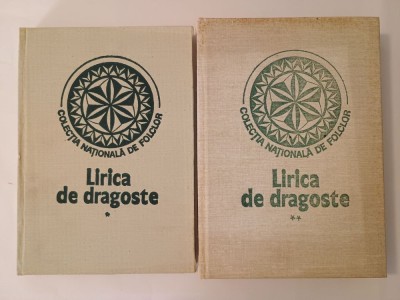 COLECȚIA NAȚIONALĂ DE FOLCLOR
Lirica
de dragoste
*
COLECȚIA NAȚIONALĂ DE FOLCLOR
Lirica
de dragoste
**